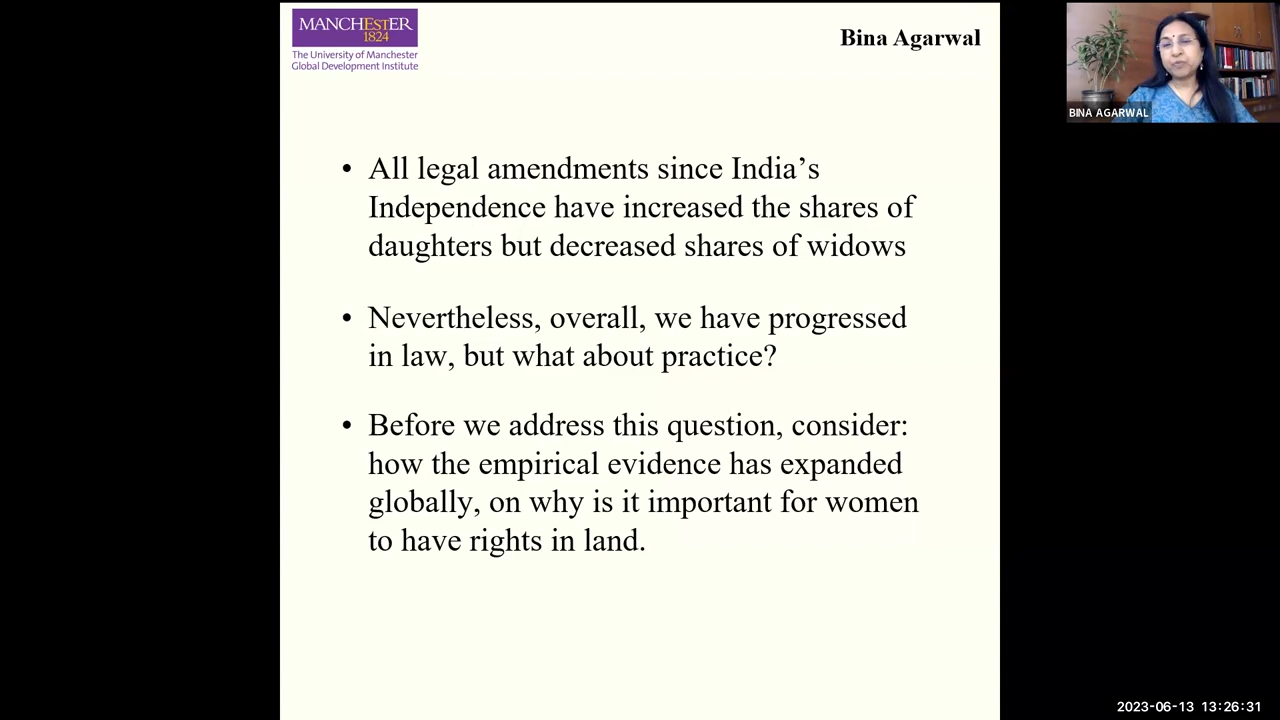 MANCHESTER
1824
The University of Manchester
Global Development Institute
Bina Agarwal
BINA AGARWAL
• All legal amendments since India’s
Independence have increased the shares of
daughters but decreased shares of widows
• Nevertheless, overall, we have progressed
in law, but what about practice?
• Before we address this question, consider:
how the empirical evidence has expanded
globally, on why is it important for women
to have rights in land.
2023-06-13 13:26:31